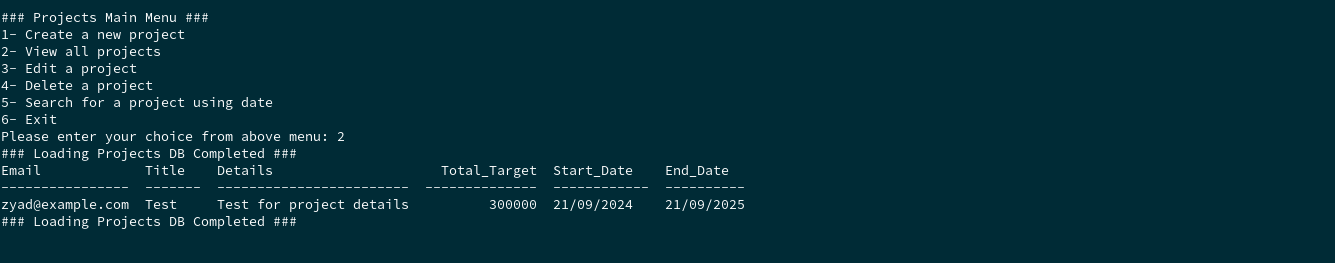 ### Projects Main Menu ###
1- Create a new project
2- View all projects
3- Edit a project
4- Delete a project
5- Search for a project using date
6- Exit
Please enter your choice from above menu: 2
### Loading Projects DB Completed ###
Email             Title    Details                     Total_Target  Start_Date    End_Date
----------------  -------  ------------------------  --------------  ------------  ----------
zyad@example.com  Test     Test for project details          300000  21/09/2024    21/09/2025
### Loading Projects DB Completed ###